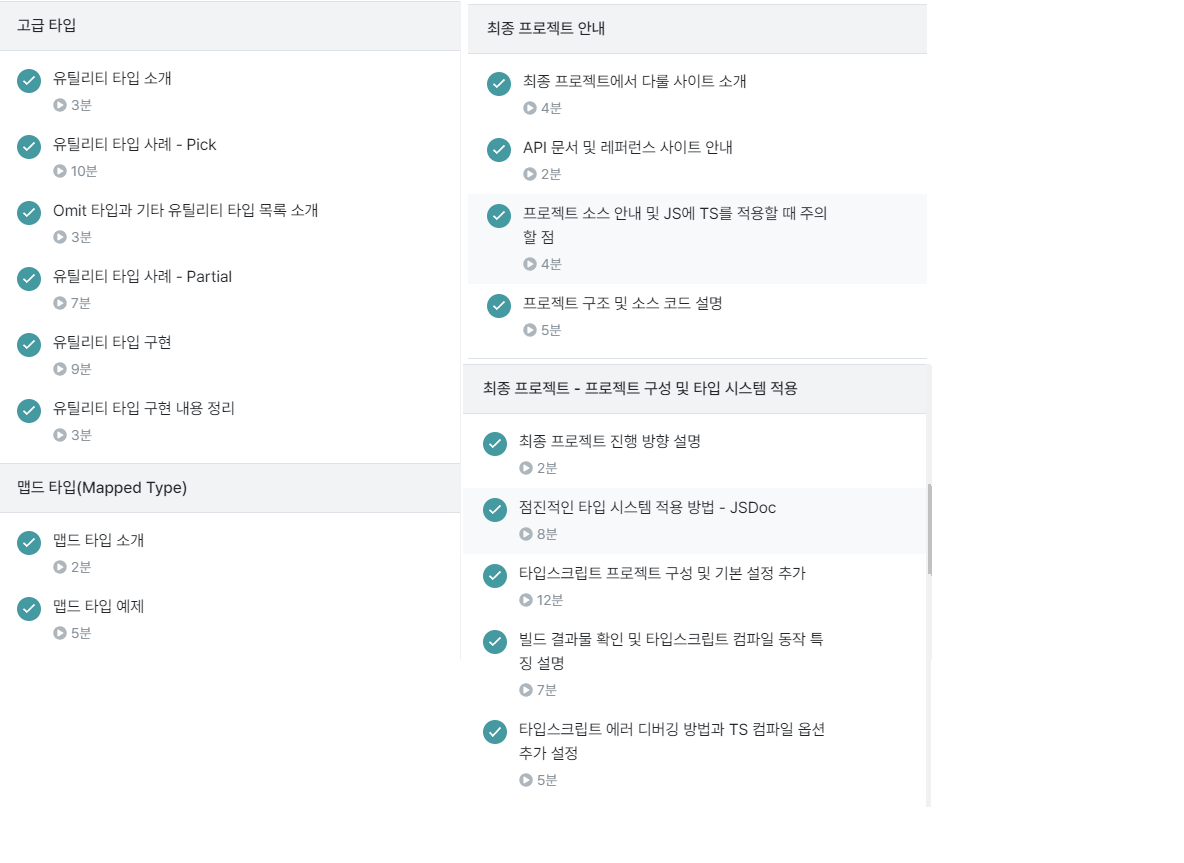 고급 타입
유틸리티 타입 소개
3분
유틸리티 타입 사례 - Pick
10분
Omit 타입과 기타 유틸리티 타입 목록 소개
3분
유틸리티 타입 사례 - Partial
7분
유틸리티 타입 구현
9분
유틸리티 타입 구현 내용 정리
3분
맵드 타입(Mapped Type)
맵드 타입 소개
2분
맵드 타입 예제
5분
최종 프로젝트 안내
최종 프로젝트에서 다룰 사이트 소개
4분
API 문서 및 레퍼런스 사이트 안내
2분
프로젝트 소스 안내 및 JS에 TS를 적용할 때 주의
할 점
4분
프로젝트 구조 및 소스 코드 설명
5분
최종 프로젝트 - 프로젝트 구성 및 타입 시스템 적용
최종 프로젝트 진행 방향 설명
2분
점진적인 타입 시스템 적용 방법 - JSDoc
8분
타입스크립트 프로젝트 구성 및 기본 설정 추가
12분
빌드 결과물 확인 및 타입스크립트 컴파일 동작 특
징 설명
7분
타입스크립트 에러 디버깅 방법과 TS 컴파일 옵션
추가 설정
5분